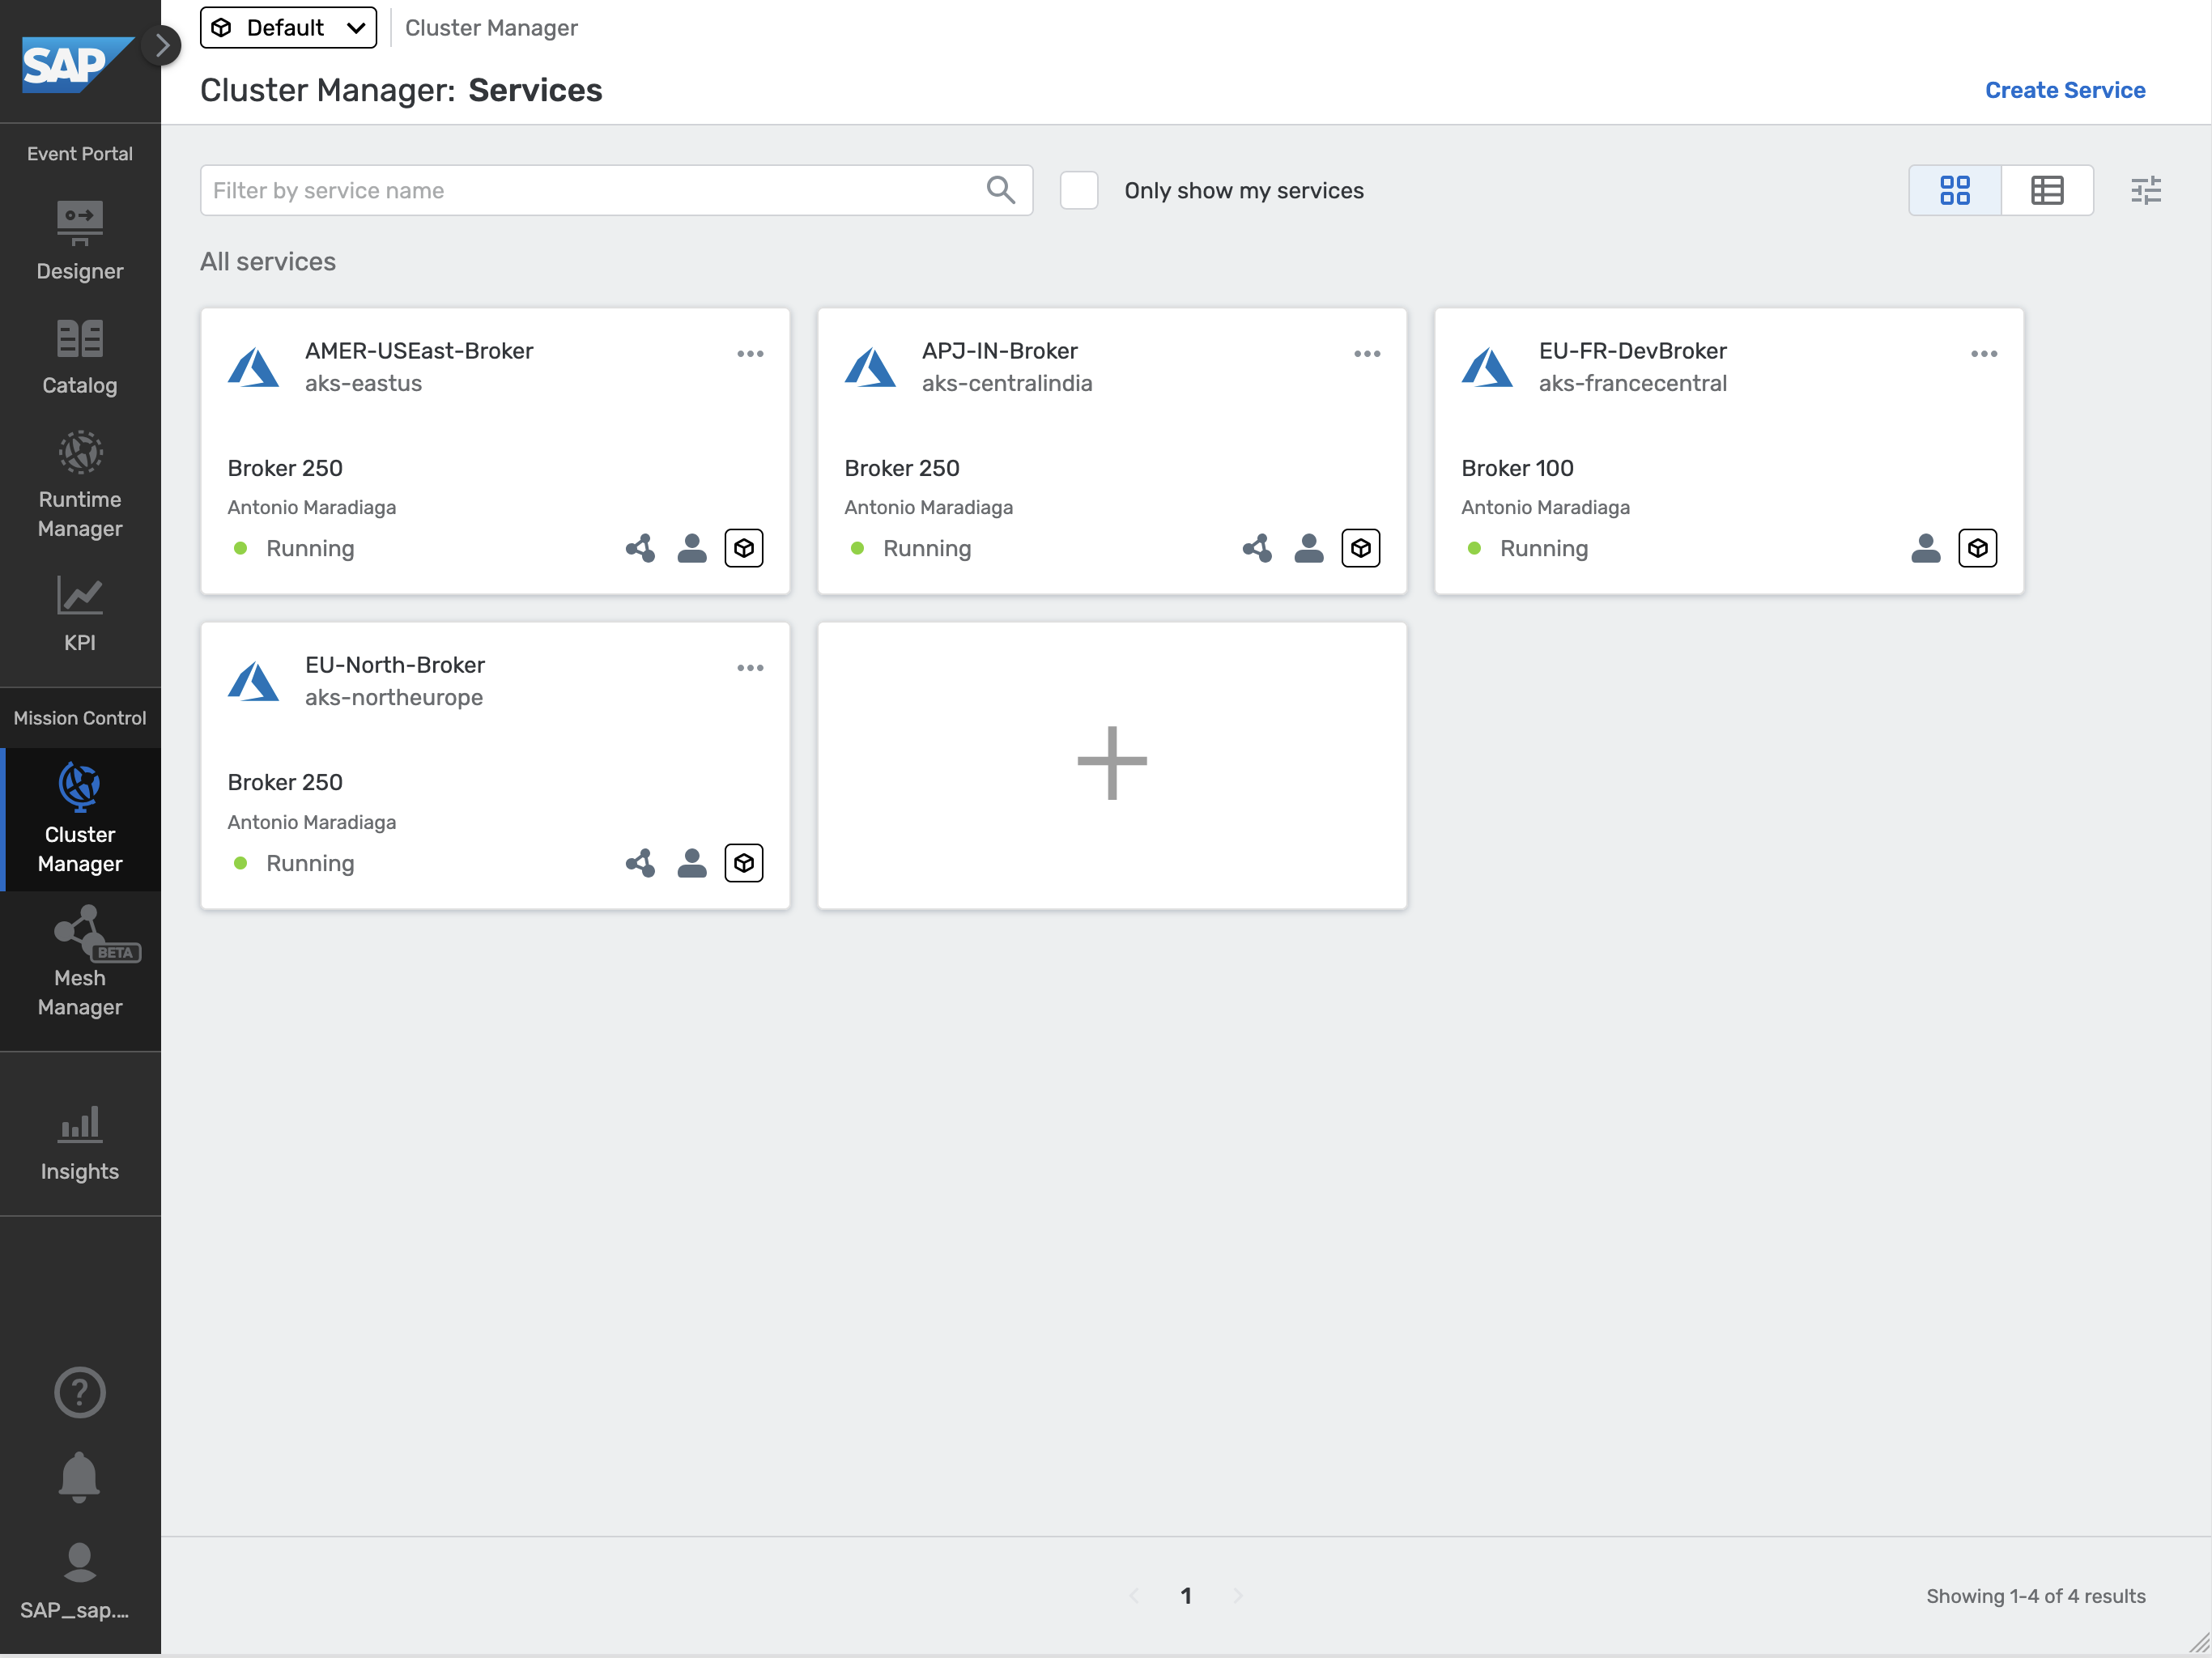 SAP
Default
Cluster Manager
Cluster Manager: Services
Create Service
Event Portal
Designer
Catalog
Runtime
Manager
KPI
Mission Control
Cluster
Manager
BETA
Mesh
Manager
Insights
?
SAP_sap....
Filter by service name
Only show my services
All services
AMER-USEast-Broker
aks-eastus
Broker 250
Antonio Maradiaga
Running
APJ-IN-Broker
aks-centralindia
Broker 250
Antonio Maradiaga
Running
EU-FR-DevBroker
aks-francecentral
Broker 100
Antonio Maradiaga
Running
EU-North-Broker
aks-northeurope
Broker 250
Antonio Maradiaga
Running
1
Showing 1-4 of 4 results